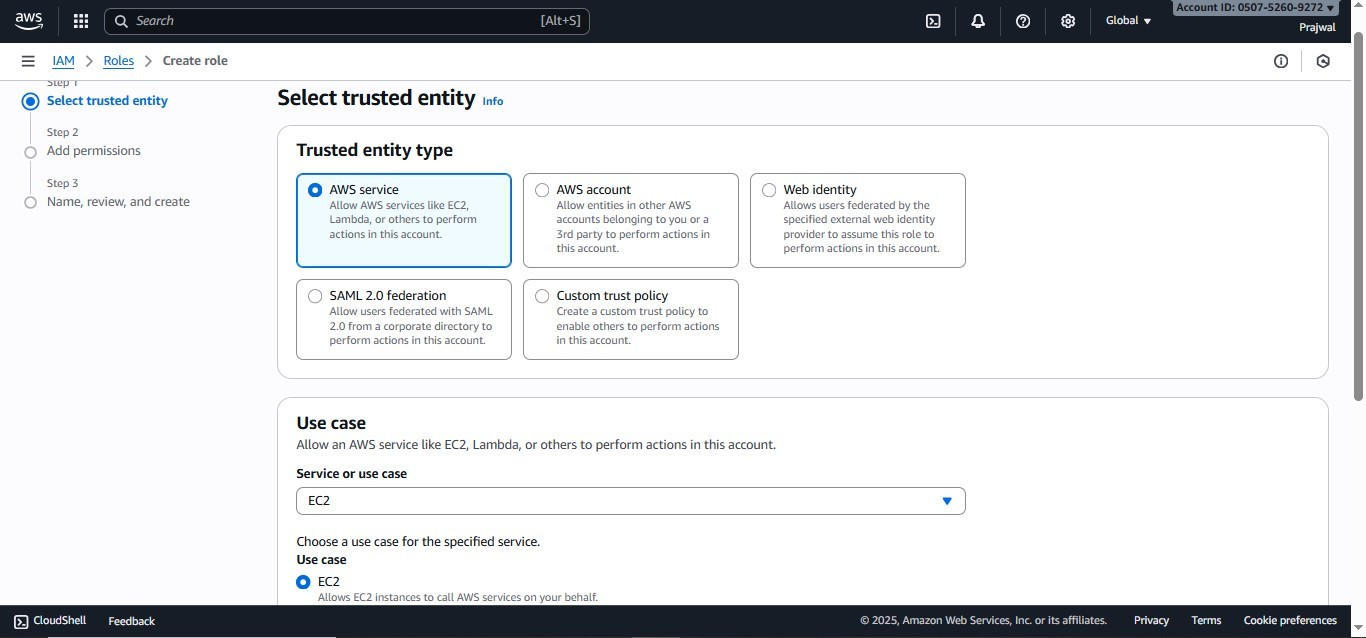 aws
Search
[Alt+S]
Global
Account ID: 0507-5260-9272
Prajwal
IAM
Roles
Create role
Step 1
Select trusted entity
Step 2
Add permissions
Step 3
Name, review, and create
Select trusted entity Info
Trusted entity type
AWS service
Allow AWS services like EC2,
Lambda, or others to perform
actions in this account.
AWS account
Allow entities in other AWS
accounts belonging to you or a
3rd party to perform actions in
this account.
Web identity
Allows users federated by the
specified external web identity
provider to assume this role to
perform actions in this account.
SAML 2.0 federation
Allow users federated with SAML
2.0 from a corporate directory to
perform actions in this account.
Custom trust policy
Create a custom trust policy to
enable others to perform actions
in this account.
Use case
Allow an AWS service like EC2, Lambda, or others to perform actions in this account.
Service or use case
EC2
Choose a use case for the specified service.
Use case
EC2
Allows EC2 instances to call AWS services on your behalf.
CloudShell
Feedback
© 2025, Amazon Web Services, Inc. or its affiliates.
Privacy
Terms
Cookie preferences